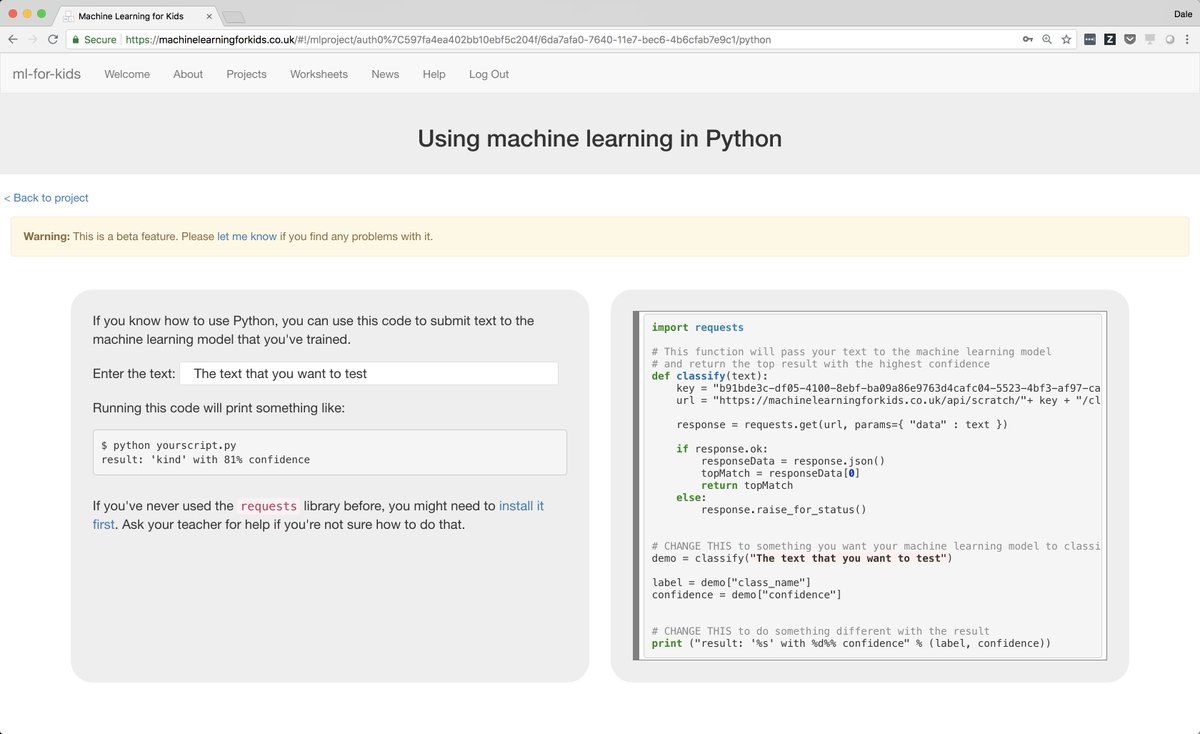 Machine Learning for Kids
Dale
Secure https://machinelearningforkids.co.uk/#!/mlproject/auth0%7C597fa4ea402bb10ebf5c204f/6da7afa0-7640-11e7-bec6-4b6cfab7e9c1/python
ml-for-kids Welcome About Projects Worksheets News Help Log Out
Using machine learning in Python
< Back to project
Warning: This is a beta feature. Please let me know if you find any problems with it.
If you know how to use Python, you can use this code to submit text to the
machine learning model that you've trained.
Enter the text: The text that you want to test
Running this code will print something like:
$ python yourscript.py
result: 'kind' with 81% confidence
If you've never used the requests library before, you might need to install it
first. Ask your teacher for help if you're not sure how to do that.
import requests
# This function will pass your text to the machine learning model
# and return the top result with the highest confidence
def classify(text):
    key = "b91bde3c-df05-4100-8ebf-ba09a86e9763d4cafc04-5523-4bf3-af97-ca
    url = "https://machinelearningforkids.co.uk/api/scratch/"+ key + "/cl
    response = requests.get(url, params={ "data" : text })
    if response.ok:
        responseData = response.json()
        topMatch = responseData[0]
        return topMatch
    else:
        response.raise_for_status()
# CHANGE THIS to something you want your machine learning model to classi
demo = classify("The text that you want to test")
label = demo["class_name"]
confidence = demo["confidence"]
# CHANGE THIS to do something different with the result
print ("result: '%s' with %d%% confidence" % (label, confidence))